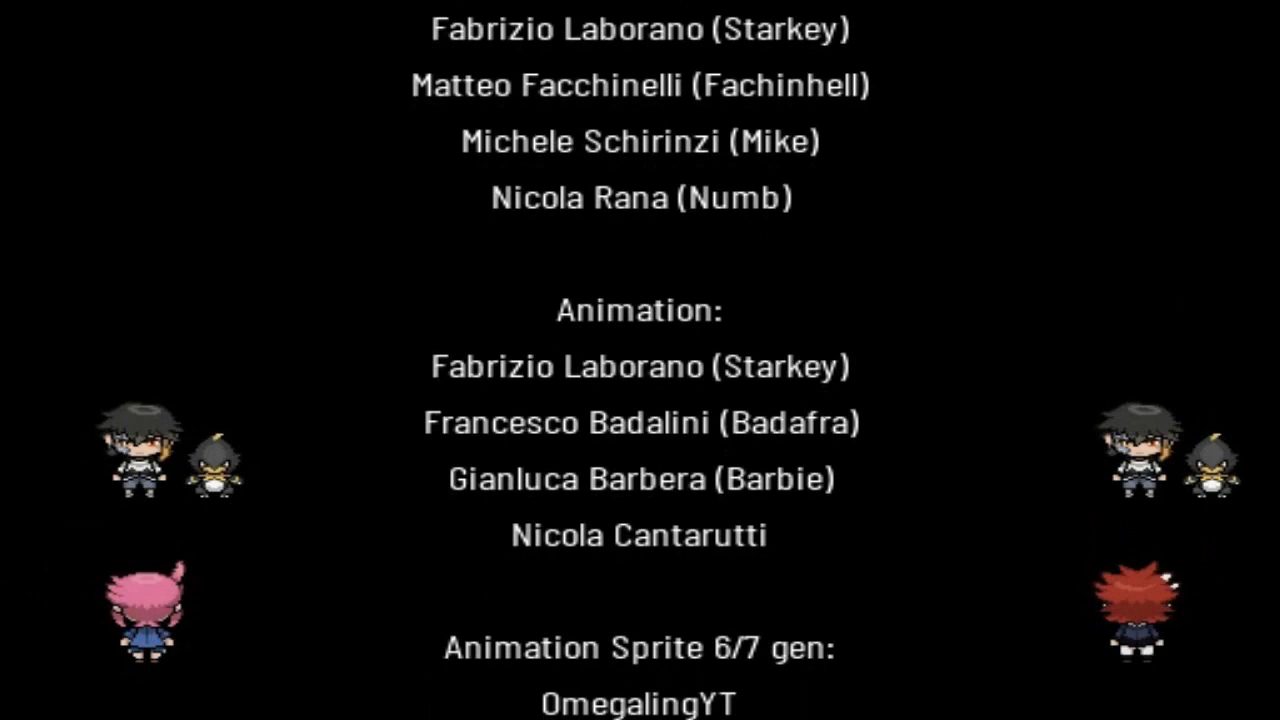 Fabrizio Laborano (Starkey)
Matteo Facchinelli (Fachinhell)
Michele Schirinzi (Mike)
Nicola Rana (Numb)
Animation:
Fabrizio Laborano (Starkey)
Francesco Badalini (Badafra)
Gianluca Barbera (Barbie)
Nicola Cantarutti
Animation Sprite 6/7 gen:
OmegalingYT